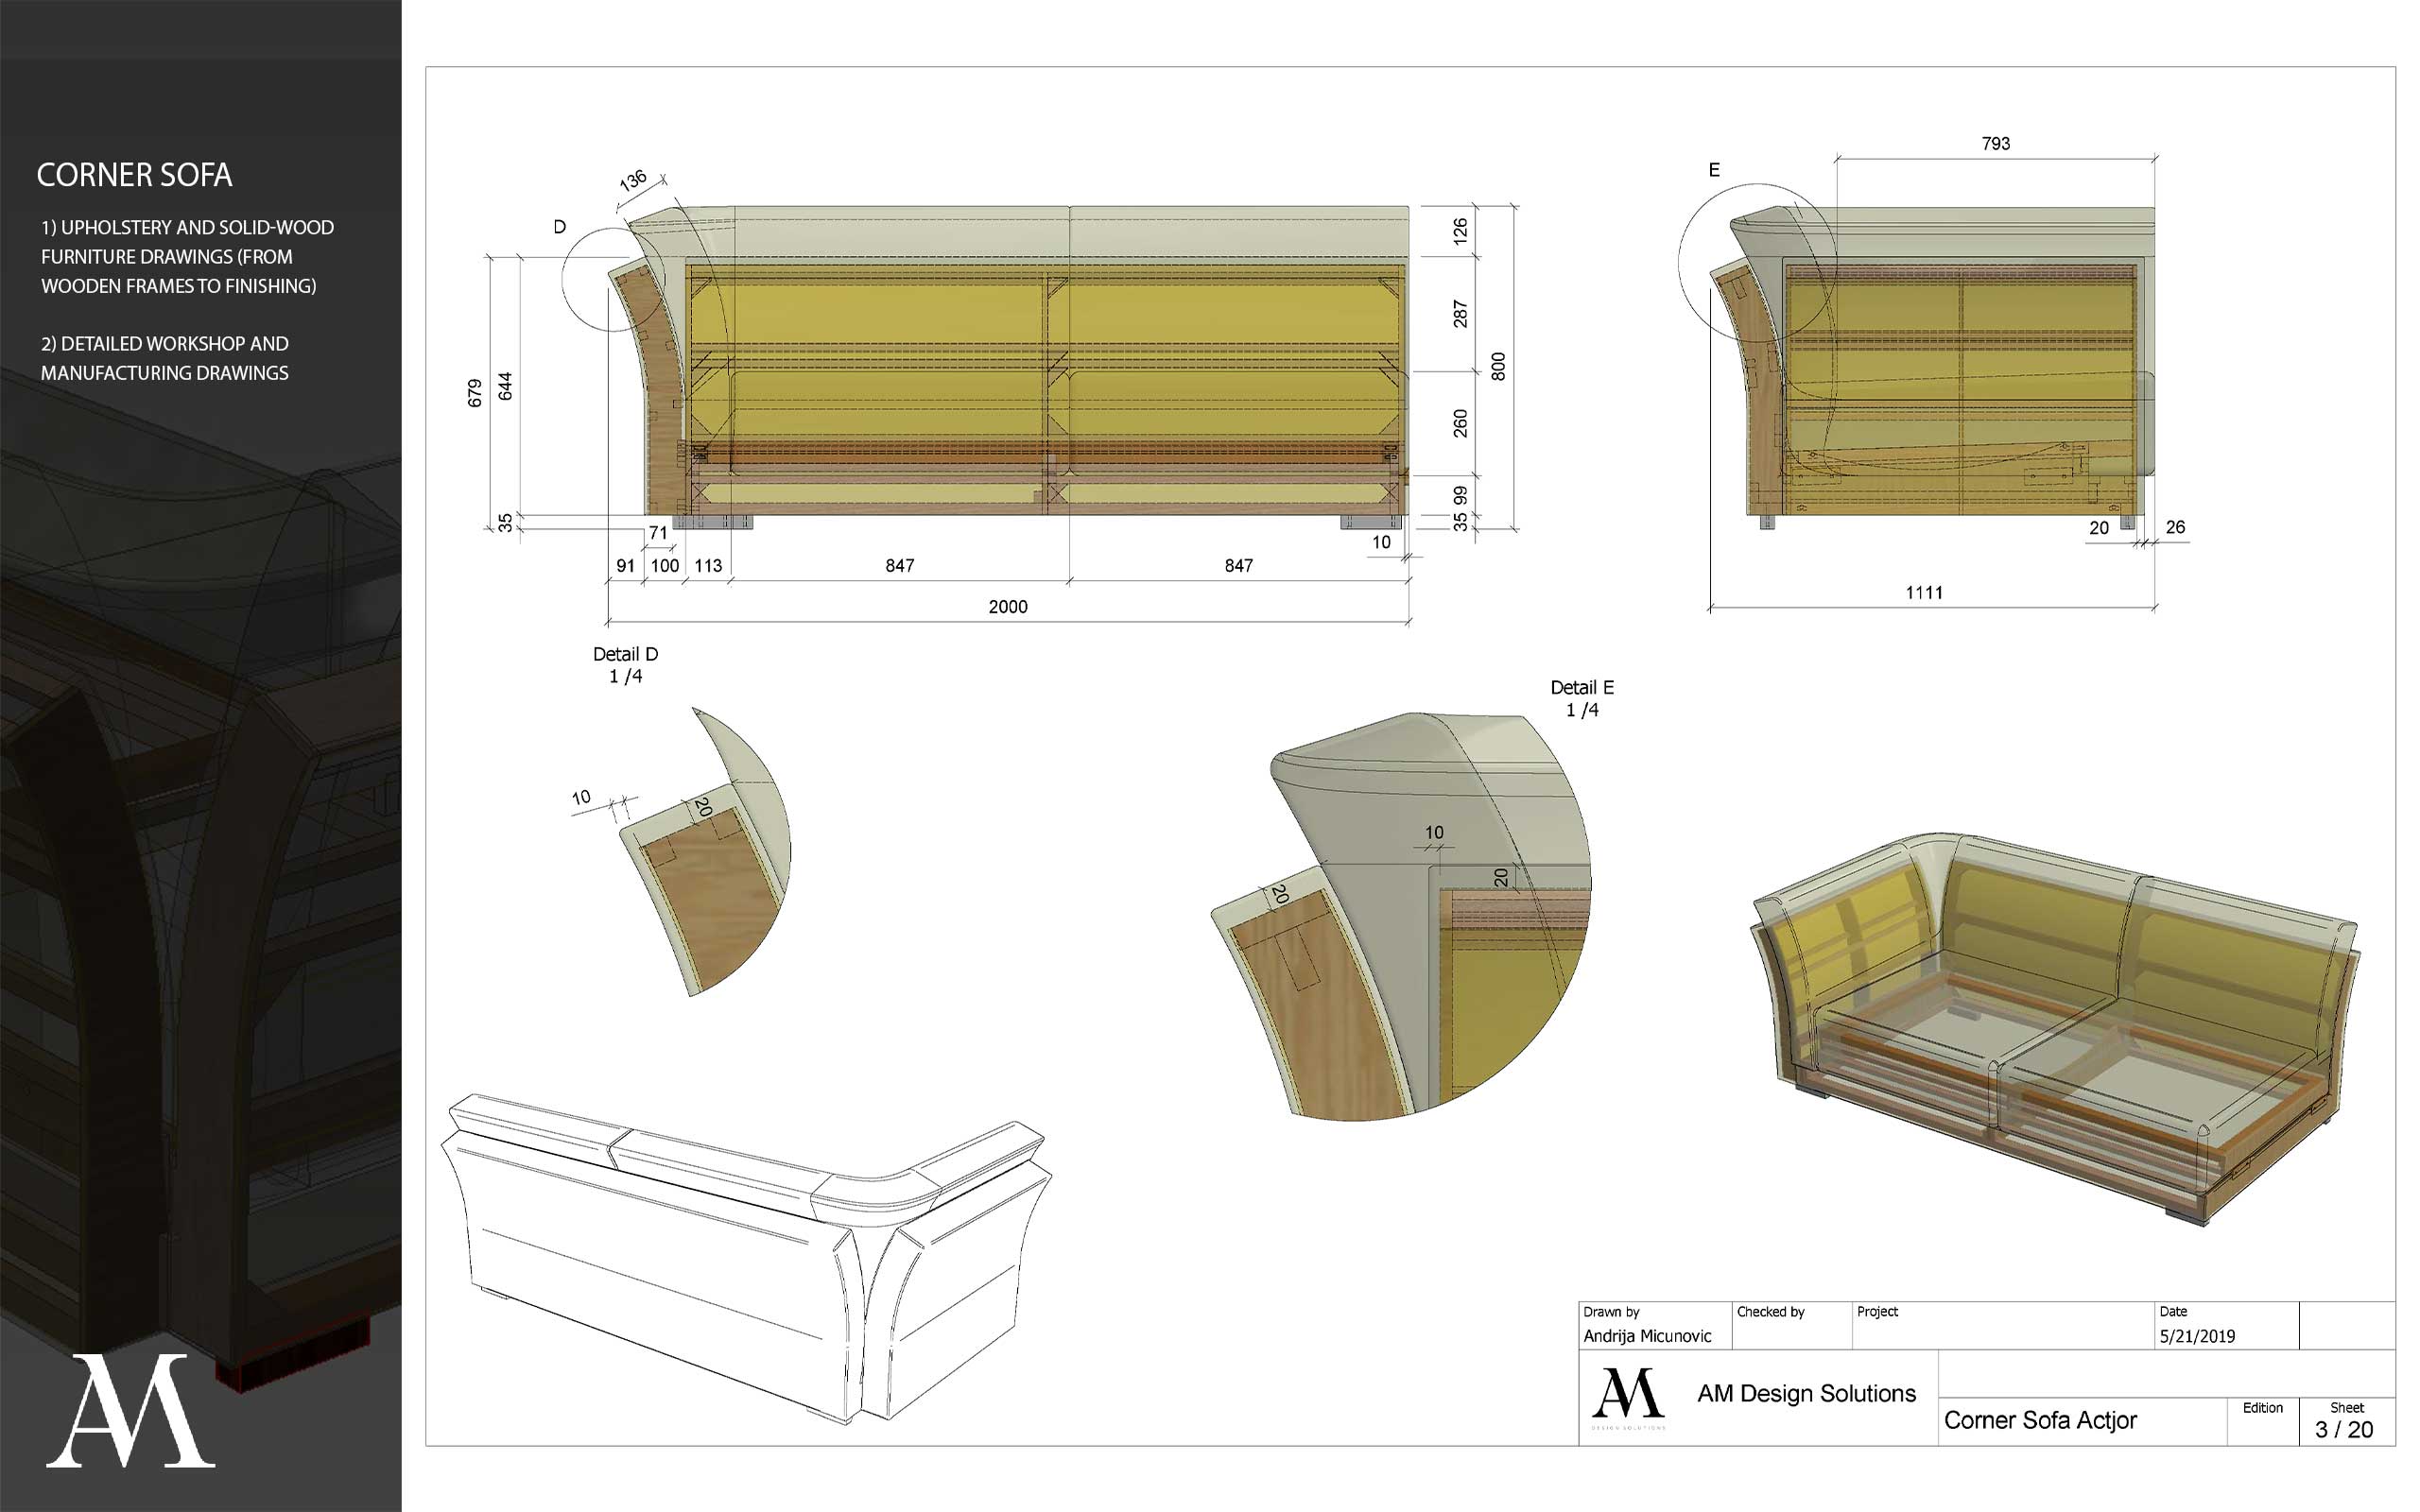 CORNER SOFA
1) UPHOLSTERY AND SOLID-WOOD
FURNITURE DRAWINGS (FROM
WOODEN FRAMES TO FINISHING)
2) DETAILED WORKSHOP AND
MANUFACTURING DRAWINGS
AM
136
D
679
644
35
71
91
100
113
847
847
10
2000
126
287
260
99
35
800
E
793
20
26
1111
Detail D
1 /4
10
20
Detail E
1 /4
10
20
20
Drawn by
Andrija Micunovic
Checked by
Project
Date
5/21/2019
AM
DESIGN SOLUTIONS
AM Design Solutions
Corner Sofa Actjor
Edition
Sheet
3 / 20